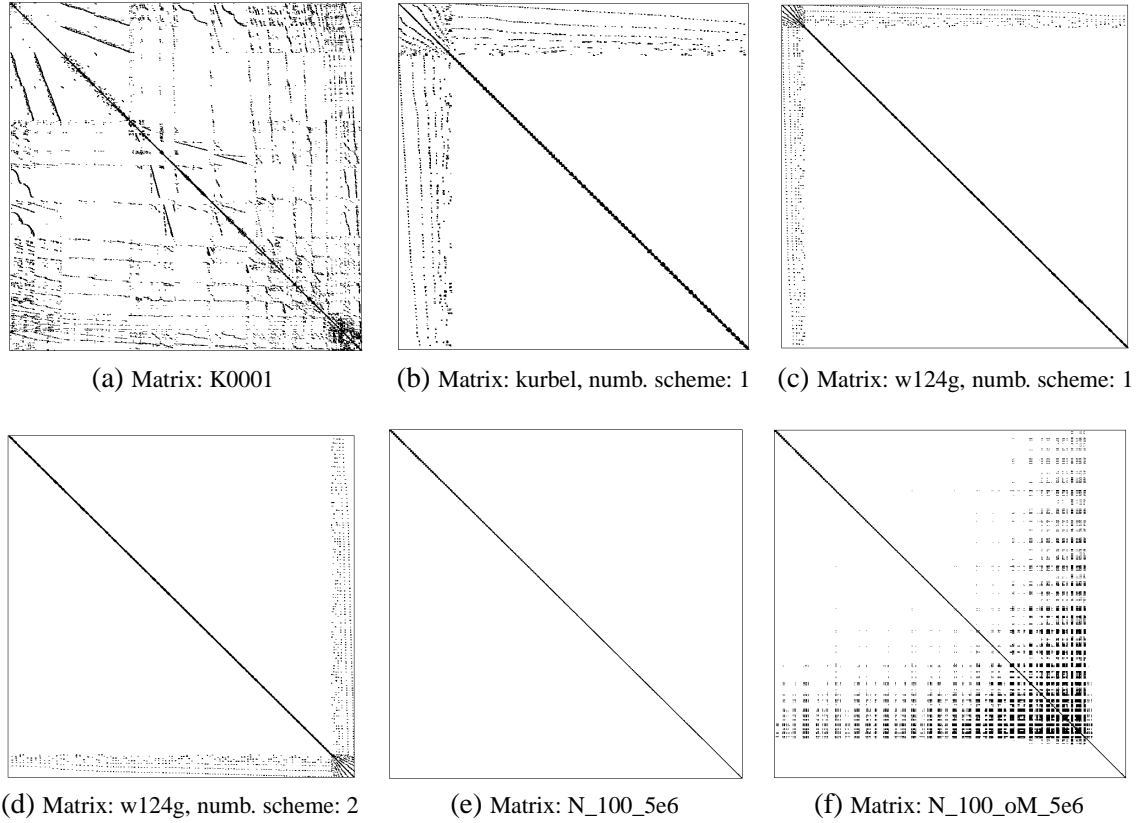 (a) Matrix: K0001
(b) Matrix: kurbel, numb. scheme: 1
(c) Matrix: w124g, numb. scheme: 1
(d) Matrix: w124g, numb. scheme: 2
(e) Matrix: N_100_5e6
(f) Matrix: N_100_oM_5e6